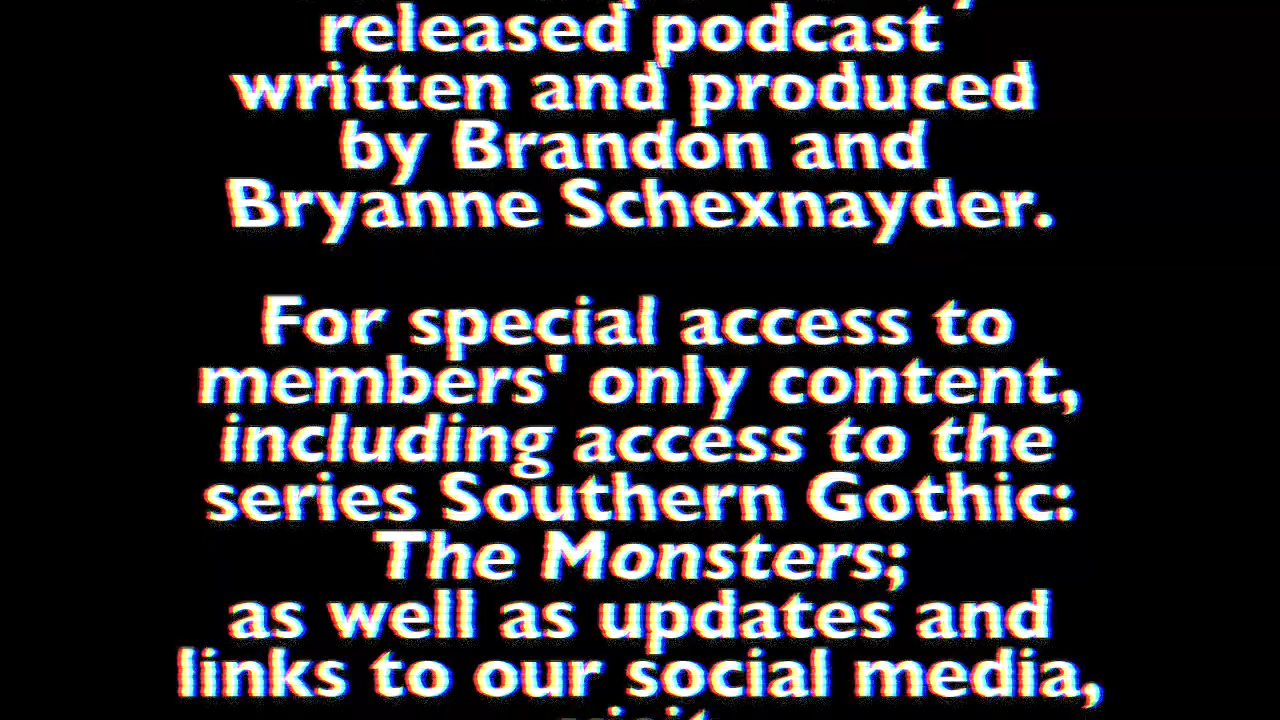 released podcast
written and produced
by Brandon and
Bryanne Schexnayder.
For special access to
members' only content,
including access to the
series Southern Gothic:
The Monsters;
as well as updates and
links to our social media,